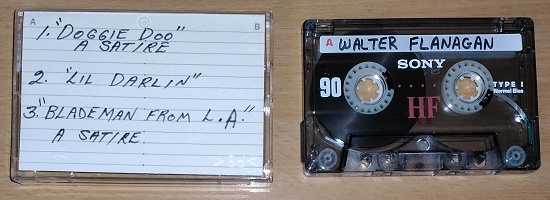 A B
1. "DOGGIE DOO"
A SATIRE
2. "LIL DARLIN"
3. "BLADEMAN FROM L.A."
A SATIRE
A WALTER FLANAGAN
SONY
90
TYPE I
Normal Bias
HF